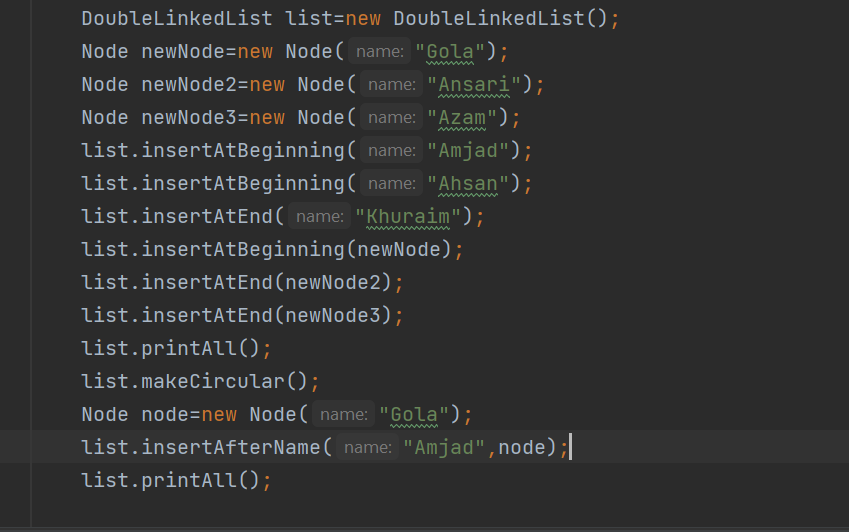 DoubleLinkedList list=new DoubleLinkedList();
Node newNode=new Node( name: "Gola");
Node newNode2=new Node( name: "Ansari");
Node newNode3=new Node( name: "Azam");
list.insertAtBeginning( name: "Amjad");
list.insertAtBeginning( name: "Ahsan");
list.insertAtEnd( name: "Khuraim");
list.insertAtBeginning(newNode);
list.insertAtEnd(newNode2);
list.insertAtEnd(newNode3);
list.printAll();
list.makeCircular();
Node node=new Node( name: "Gola");
list.insertAfterName( name: "Amjad",node);
list.printAll();